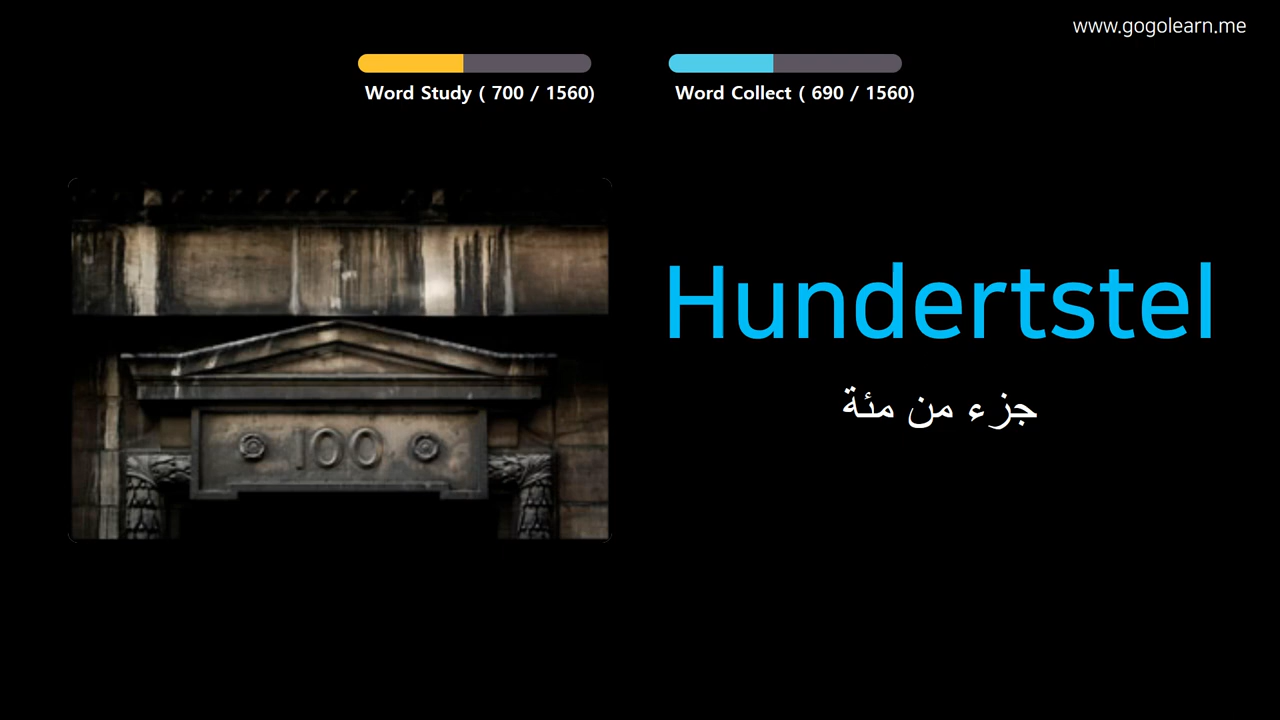 www.gogolearn.me
Word Study ( 700 / 1560)
Word Collect ( 690 / 1560)
Hundertstel
جزء من مئة
100